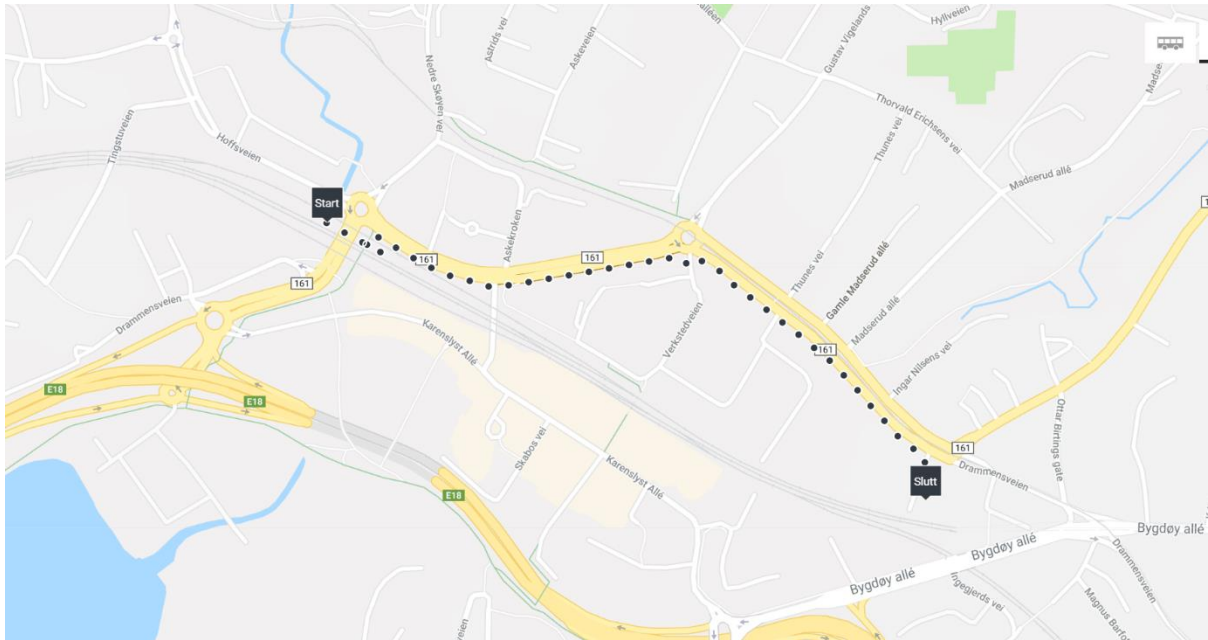 Astrids vei
Askeveien
Gustav Vigelands
Hyllveien
Nedre Skøyen vei
Tingstuveien
Hoffsveien
Thorvald Erichsens vei
Thunes vei
Madserud allé
Start
Askekroken
161
161
161
Drammensveien
Thunes vei
Gamle Madserud allé
Madserud allé
Karenslyst Allé
Verkstedveien
161
Ingar Nilsens vei
E18
E18
Ottar Birtings gate
Skabos vei
161
Karenslyst Allé
Drammensveien
Slutt
E18
Bygdøy allé
Bygdøy allé
Bygdøy allé
Drammensveien
Ingegjerds vei